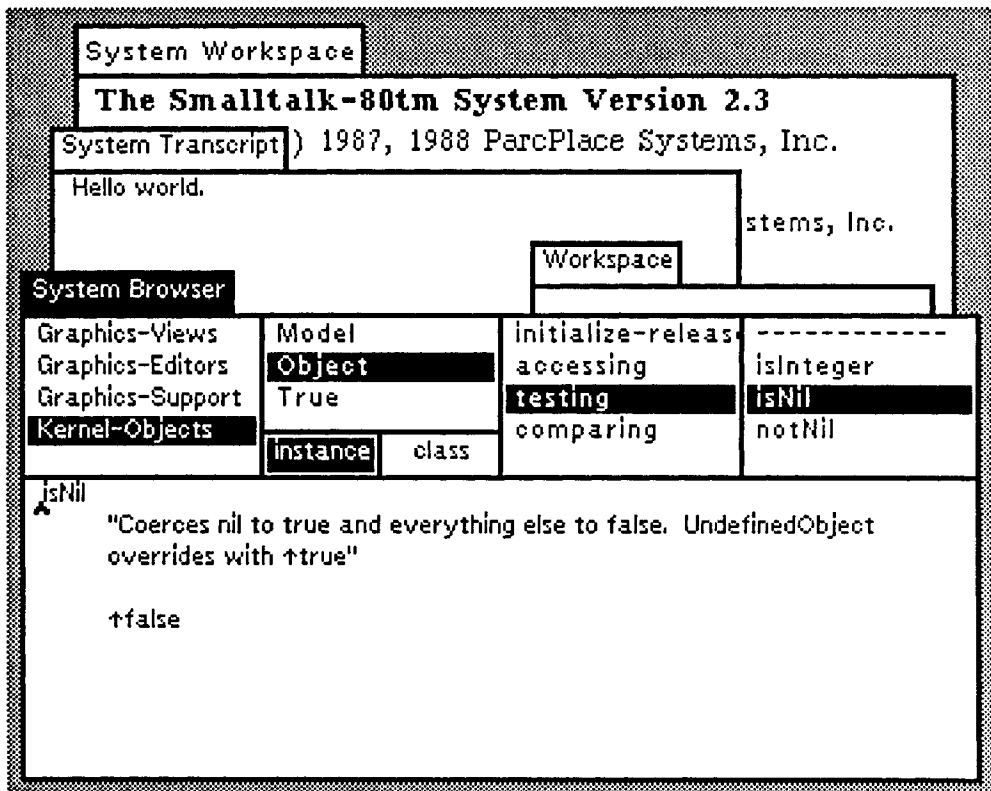 System Workspace
The Smalltalk-80tm System Version 2.3
System Transcript
) 1987, 1988 ParcPlace Systems, Inc.
Hello world.
stems, Inc.
Workspace
System Browser
Graphics-Views
Graphics-Editors
Graphics-Support
Kernel-Objects
Model
Object
True
instance
class
initialize-releas
accessing
testing
comparing
------------
isInteger
isNil
notNil
isNil
"Coerces nil to true and everything else to false. UndefinedObject
overrides with ↑true"
↑false